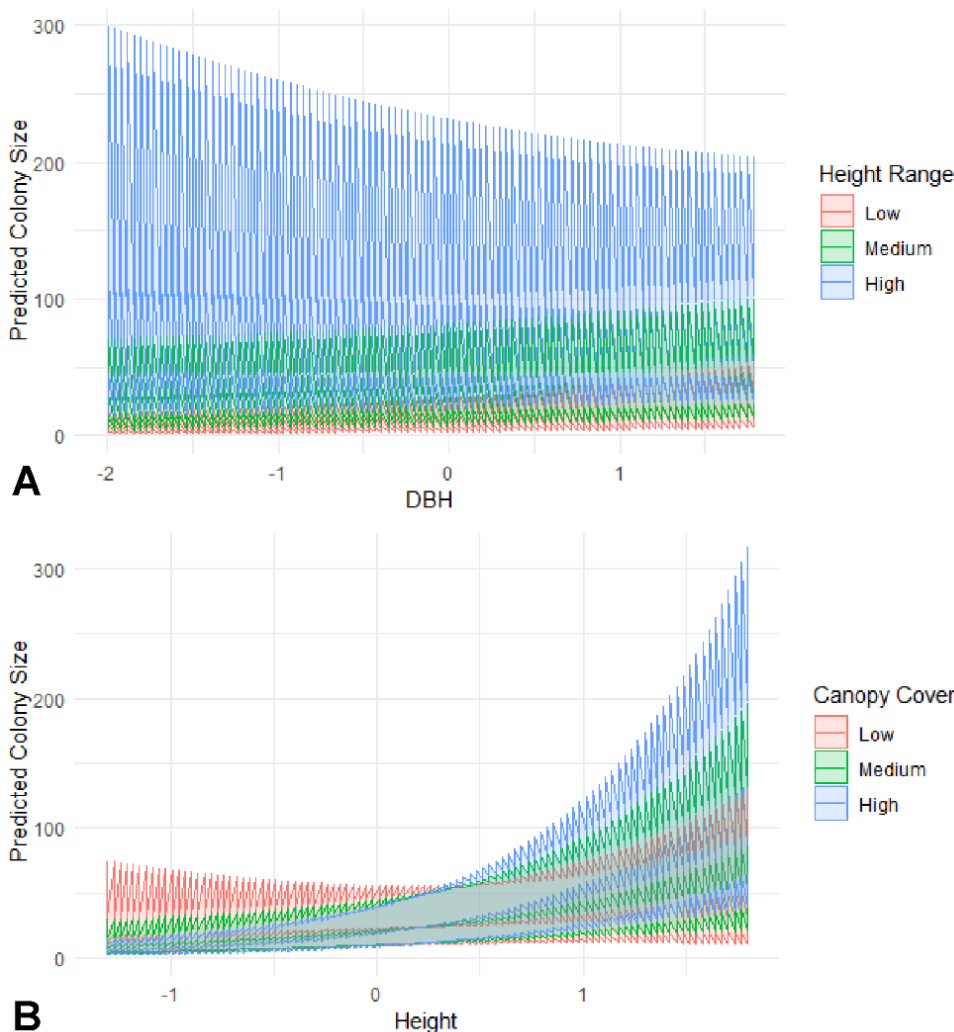 300
200
100
0
Predicted Colony Size
-2
-1
0
1
DBH
A
Height Range
Low
Medium
High
300
200
100
0
Predicted Colony Size
-1
0
1
Height
B
Canopy Cover
Low
Medium
High